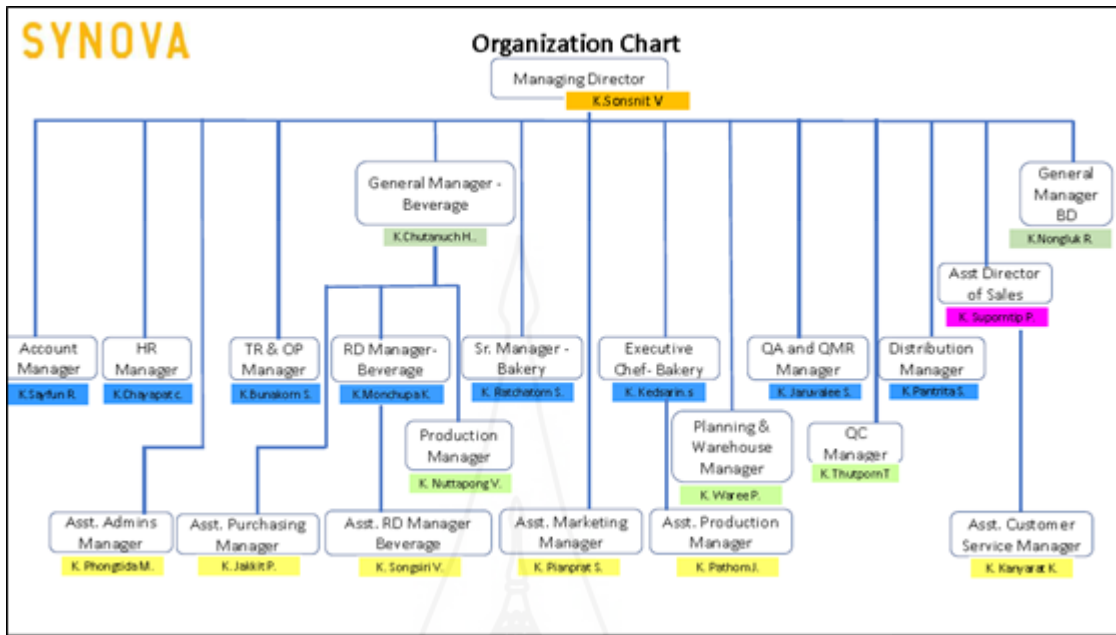 SYNOVA
Organization Chart
Managing Director
K.Sonsnit V
General Manager -
Beverage
K.Chutanuch H..
General
Manager
BD
K.Nongluk R.
Asst Director
of Sales
K. Suporntip P.
Account
Manager
K.Sayfun R.
HR
Manager
K.Chayapat c.
TR & OP
Manager
K.Bunakorn S.
RD Manager-
Beverage
K.Monchupa K.
Sr. Manager -
Bakery
K. Ratchatorn S.
Executive
Chef- Bakery
K. Kedsarin.s
QA and QMR
Manager
K. Jaruvalee S.
Distribution
Manager
K. Pantrita S.
Production
Manager
K. Nuttapong V.
Planning &
Warehouse
Manager
K. Waree P.
QC
Manager
K. Thutporn T
Asst. Admins
Manager
K. Phongtida M.
Asst. Purchasing
Manager
K. Jakkit P.
Asst. RD Manager
Beverage
K. Songsiri V.
Asst. Marketing
Manager
K. Pianprat S.
Asst. Production
Manager
K. Pathom J.
Asst. Customer
Service Manager
K. Kanyarat K.